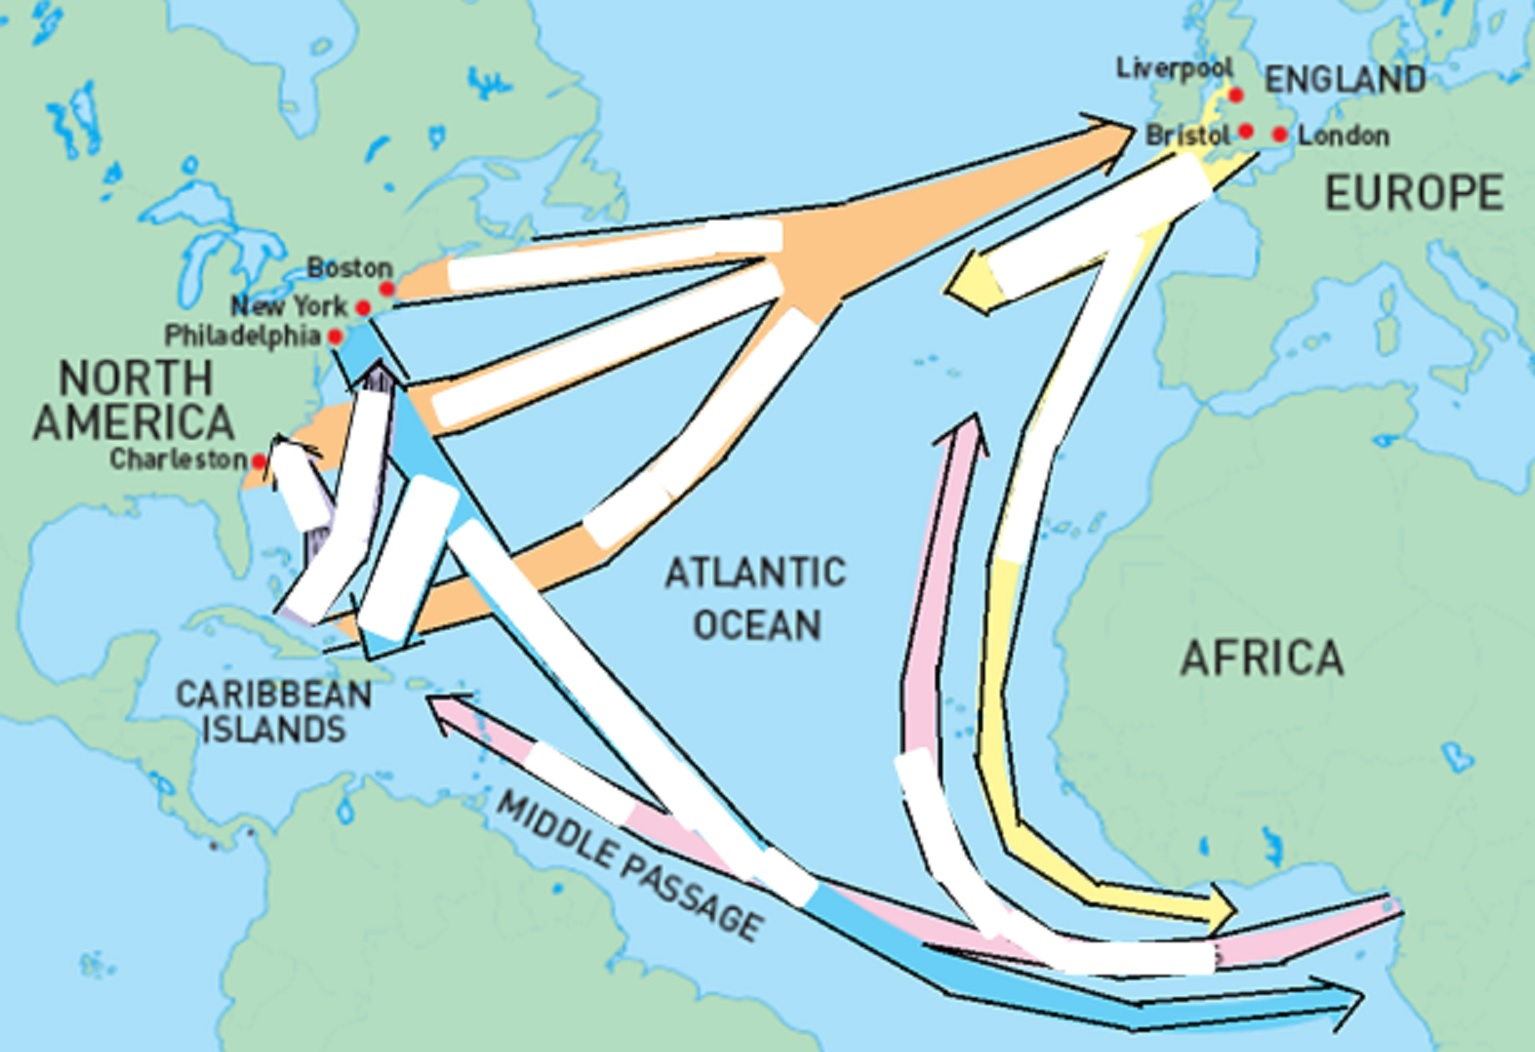 Liverpool
ENGLAND
Bristol
London
EUROPE
Boston
New York
Philadelphia
NORTH
AMERICA
Charleston
ATLANTIC
OCEAN
AFRICA
CARIBBEAN
ISLANDS
MIDDLE PASSAGE